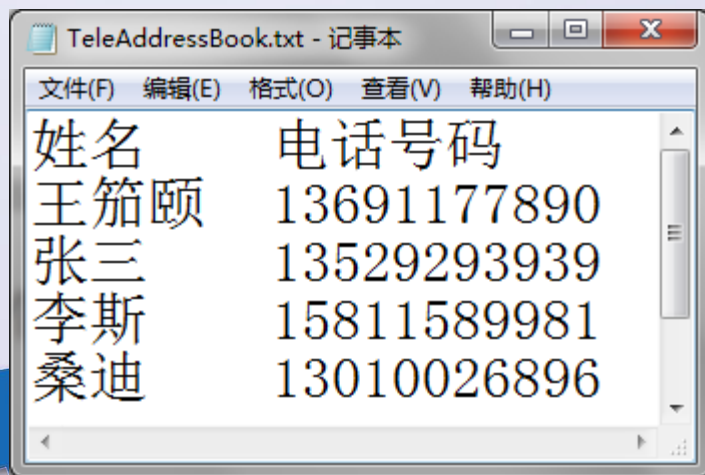 TeleAddressBook.txt - 记事本
文件(F) 编辑(E) 格式(O) 查看(V) 帮助(H)
姓名 电话号码
王笳颐 13691177890
张三 13529293939
李斯 15811589981
桑迪 13010026896